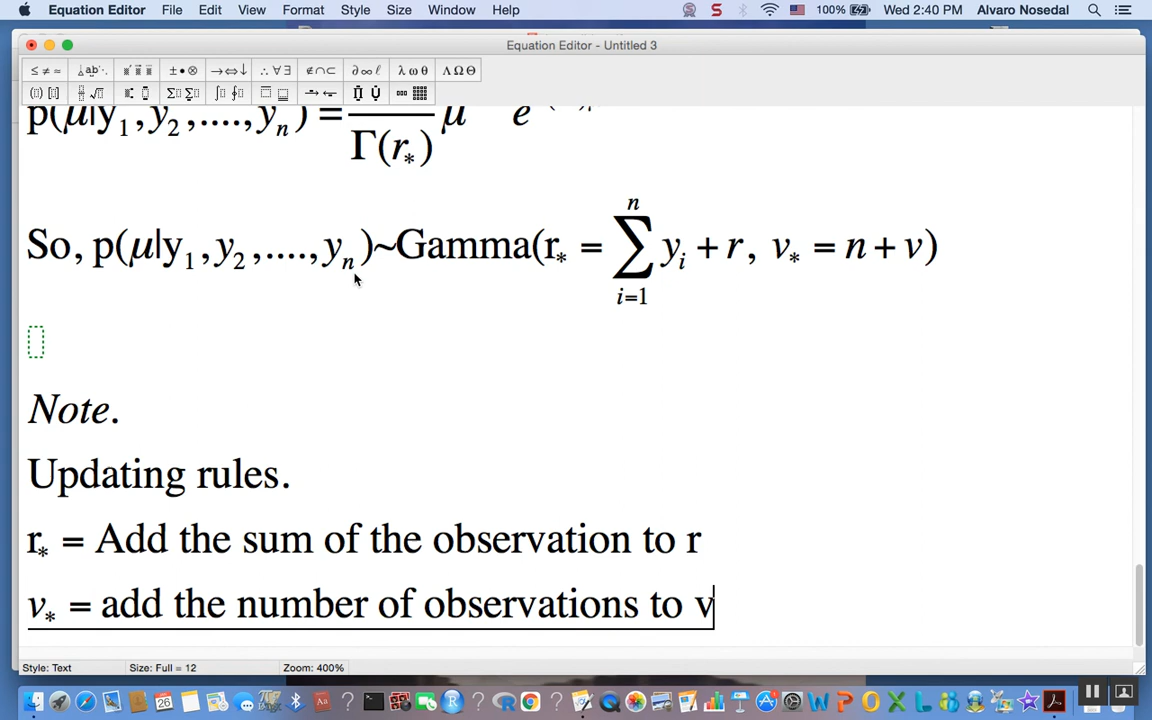 Equation Editor File Edit View Format Style Size Window Help 100% Wed 2:40 PM Alvaro Nosedal
Equation Editor - Untitled 3
p(μ|y₁,y₂,....,yₙ) = Γ(r*) μ e
So, p(μ|y₁,y₂,....,yₙ)~Gamma(r* = ∑ᵢ₌₁ⁿ yᵢ + r, v* = n + v)
Note.
Updating rules.
r* = Add the sum of the observation to r
v* = add the number of observations to v
Style: Text Size: Full = 12 Zoom: 400%